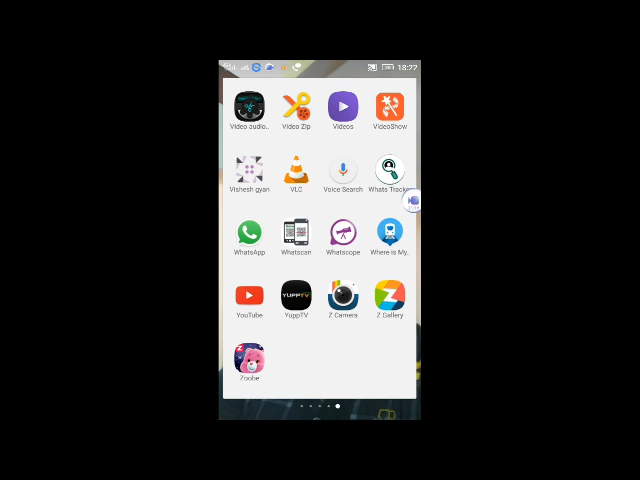 18:22
Video audio..
Video Zip
Videos
VideoShow
Vishesh gyan
VLC
Voice Search
Whats Tracker
WhatsApp
Whatscan
Whatscope
Where is My..
YUPPTV
YouTube
YuppTV
Z Camera
Z Gallery
Z
Zoobe